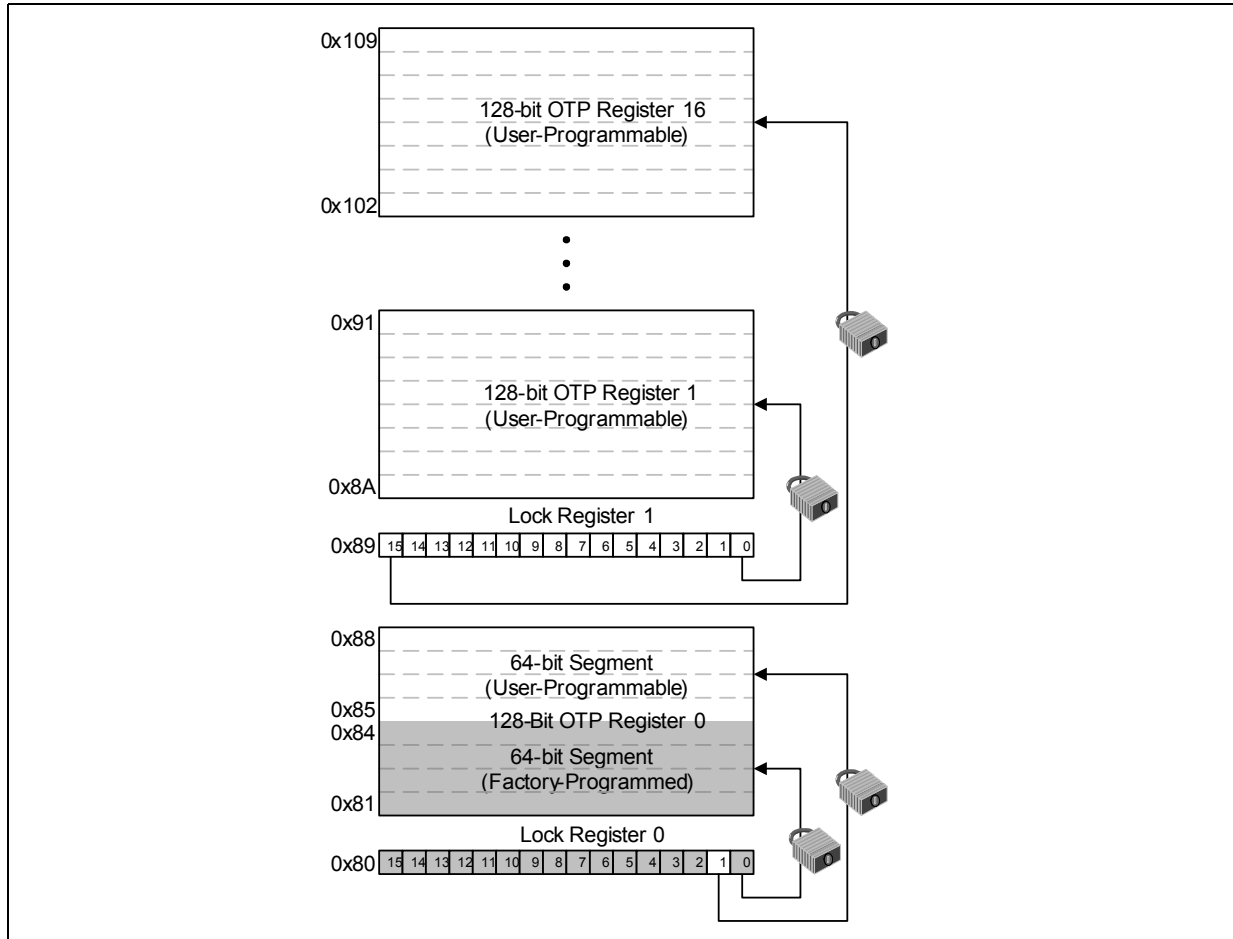 0x109
128-bit OTP Register 16
(User-Programmable)
0x102
0x91
128-bit OTP Register 1
(User-Programmable)
0x8A
Lock Register 1
0x89
15 14 13 12 11 10 9 8 7 6 5 4 3 2 1 0
0x88
64-bit Segment
(User-Programmable)
0x85
128-Bit OTP Register 0
0x84
64-bit Segment
(Factory-Programmed)
0x81
Lock Register 0
0x80
15 14 13 12 11 10 9 8 7 6 5 4 3 2 1 0